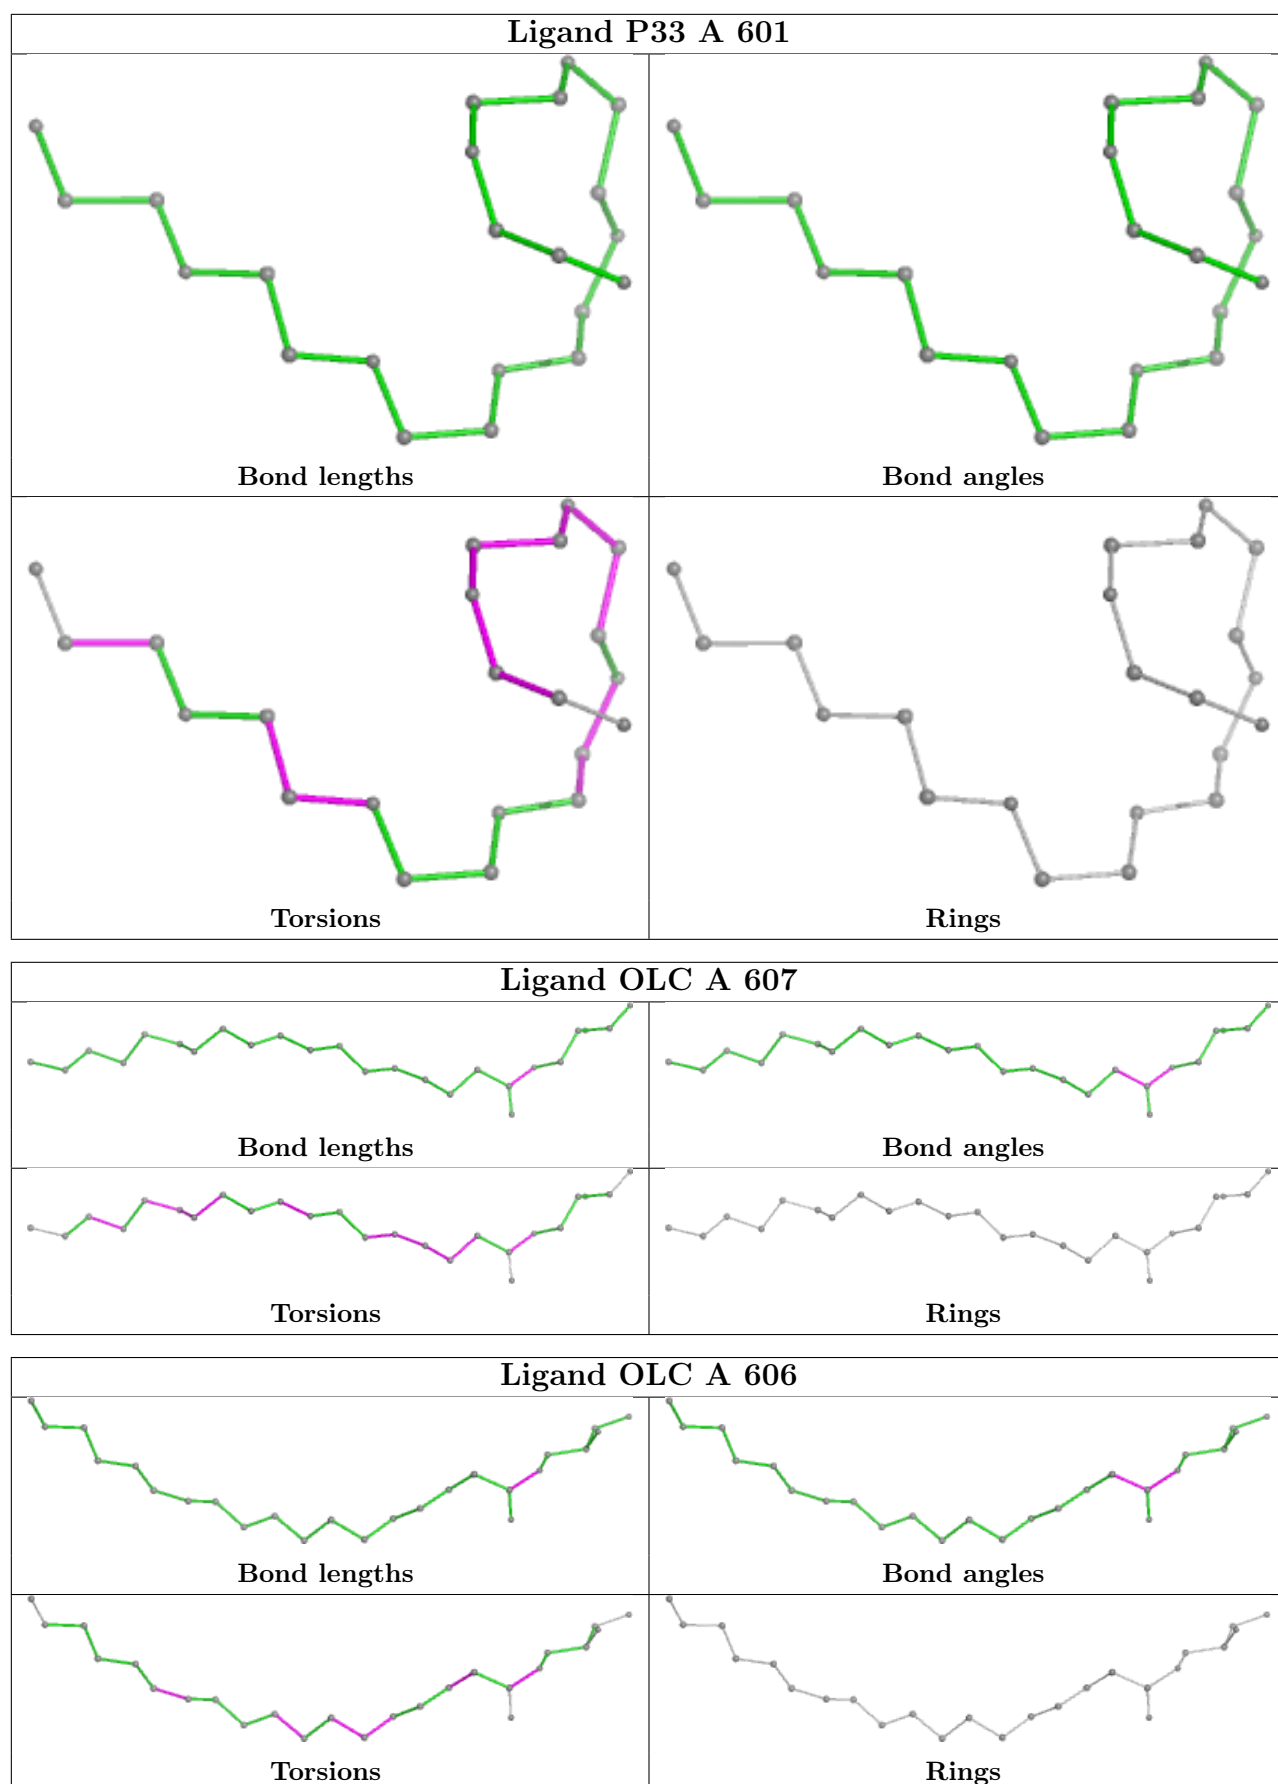 Ligand P33 A 601
Bond lengths
Bond angles
Torsions
Rings
Ligand OLC A 607
Bond lengths
Bond angles
Torsions
Rings
Ligand OLC A 606
Bond lengths
Bond angles
Torsions
Rings